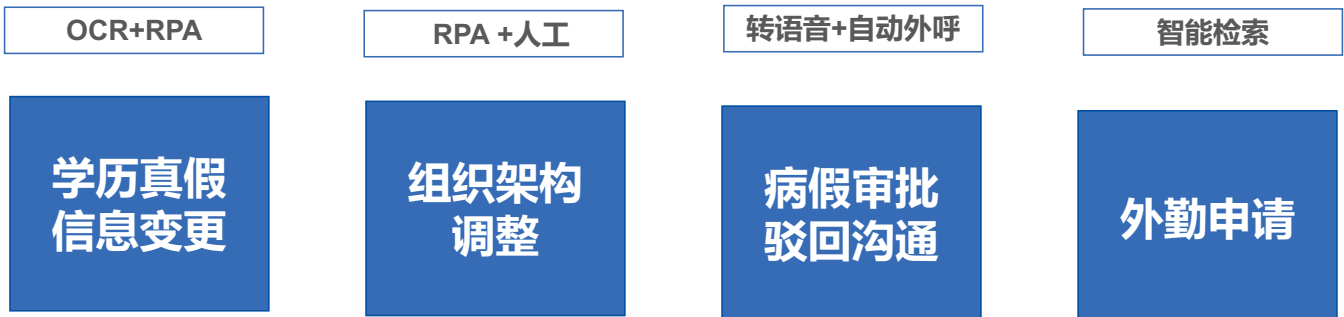 OCR+RPA
RPA +人工
转语音+自动外呼
智能检索
学历真假
信息变更
组织架构
调整
病假审批
驳回沟通
外勤申请